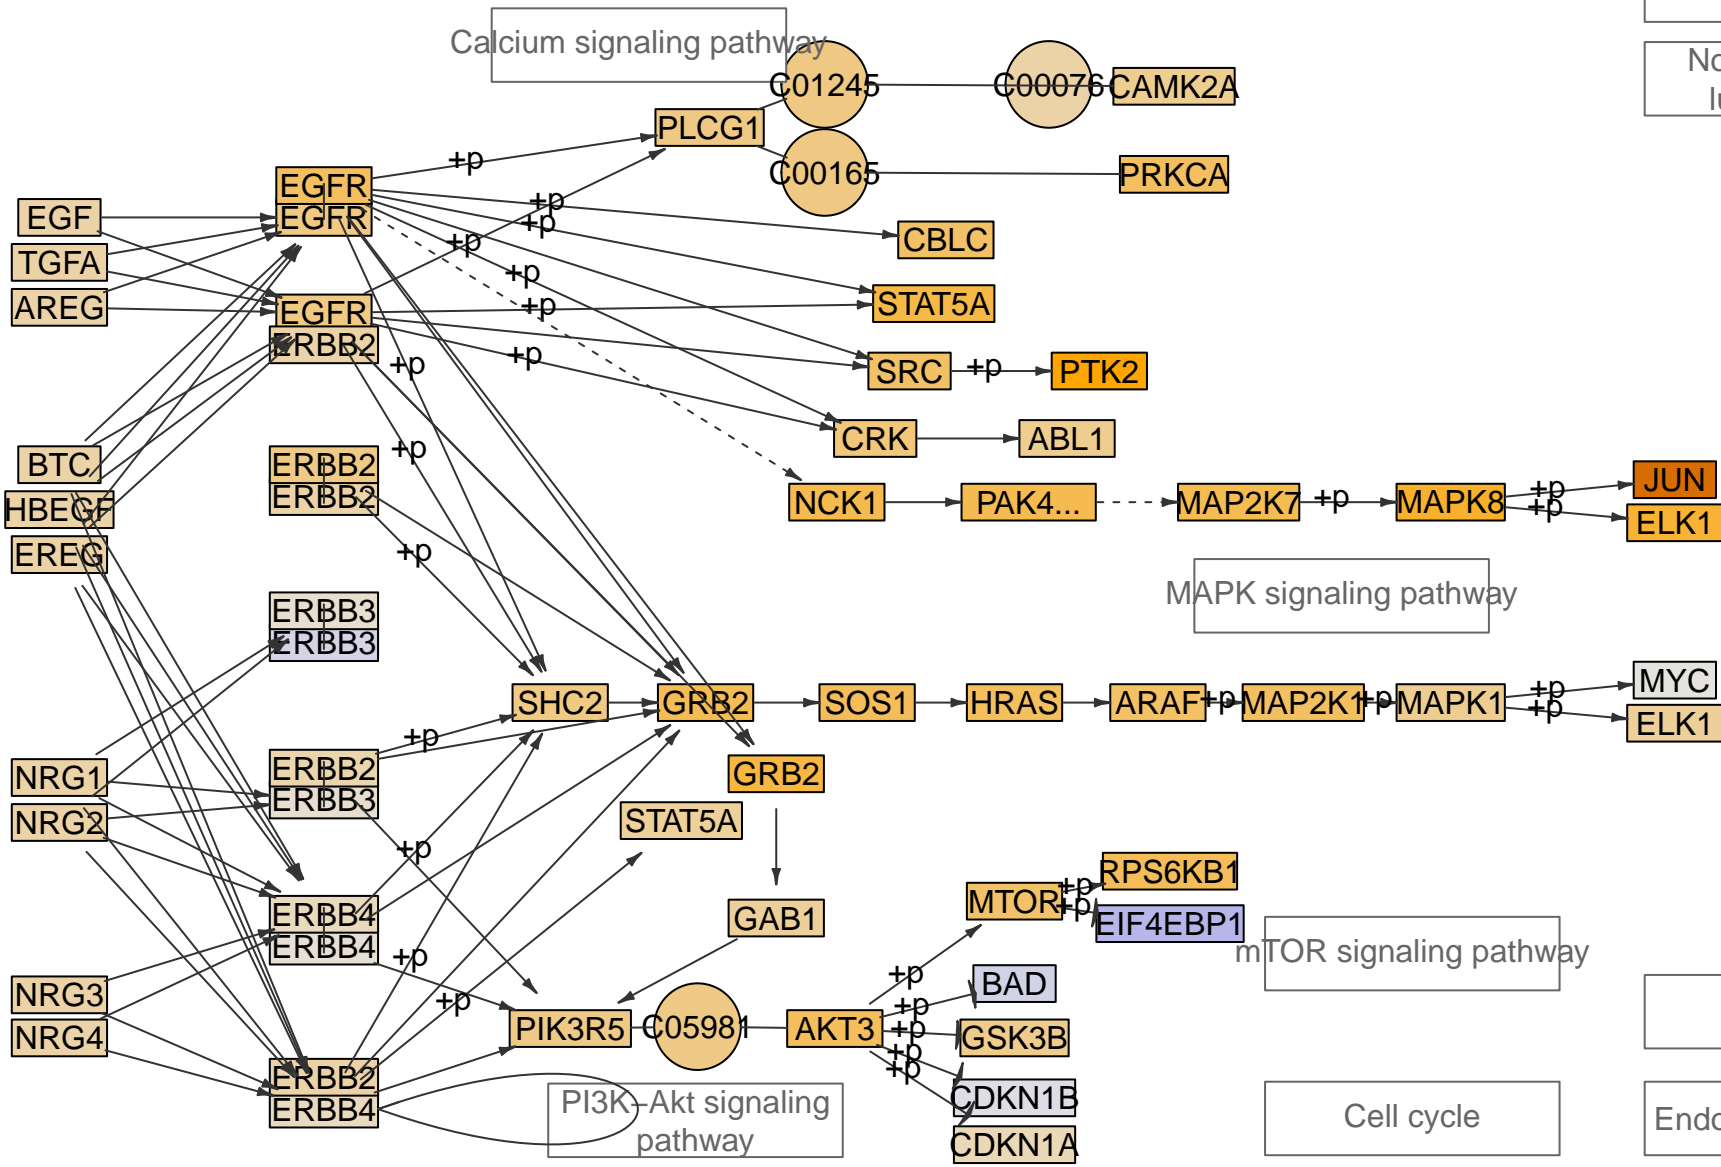 Calcium signaling pathway
No
lu
C01245
C00076
CAMK2A
PLCG1
+p
C00165
PRKCA
EGFR
EGFR
EGF
+p
+p
CBLC
TGFA
+p
+p
AREG
EGFR
+p
STAT5A
ERBB2
+p
+p
SRC
+p
PTK2
CRK
ABL1
+p
BTC
ERBB2
ERBB2
JUN
HBEGF
NCK1
PAK4...
MAP2K7
+p
MAPK8
+p
+p
ELK1
EREG
+p
MAPK signaling pathway
ERBB3
ERBB3
MYC
SHC2
GRB2
SOS1
HRAS
ARAF
+p
MAP2K1
+p
MAPK1
+p
+p
ELK1
+p
NRG1
ERBB2
ERBB3
GRB2
NRG2
STAT5A
+p
RPS6KB1
ERBB4
ERBB4
GAB1
MTOR
+p
+p
EIF4EBP1
mTOR signaling pathway
+p
+p
BAD
NRG3
+p
+p
NRG4
PIK3R5
C05981
AKT3
+p
GSK3B
+p
+p
ERBB2
ERBB4
PI3K–Akt signaling
pathway
CDKN1B
CDKN1A
Cell cycle
Endo